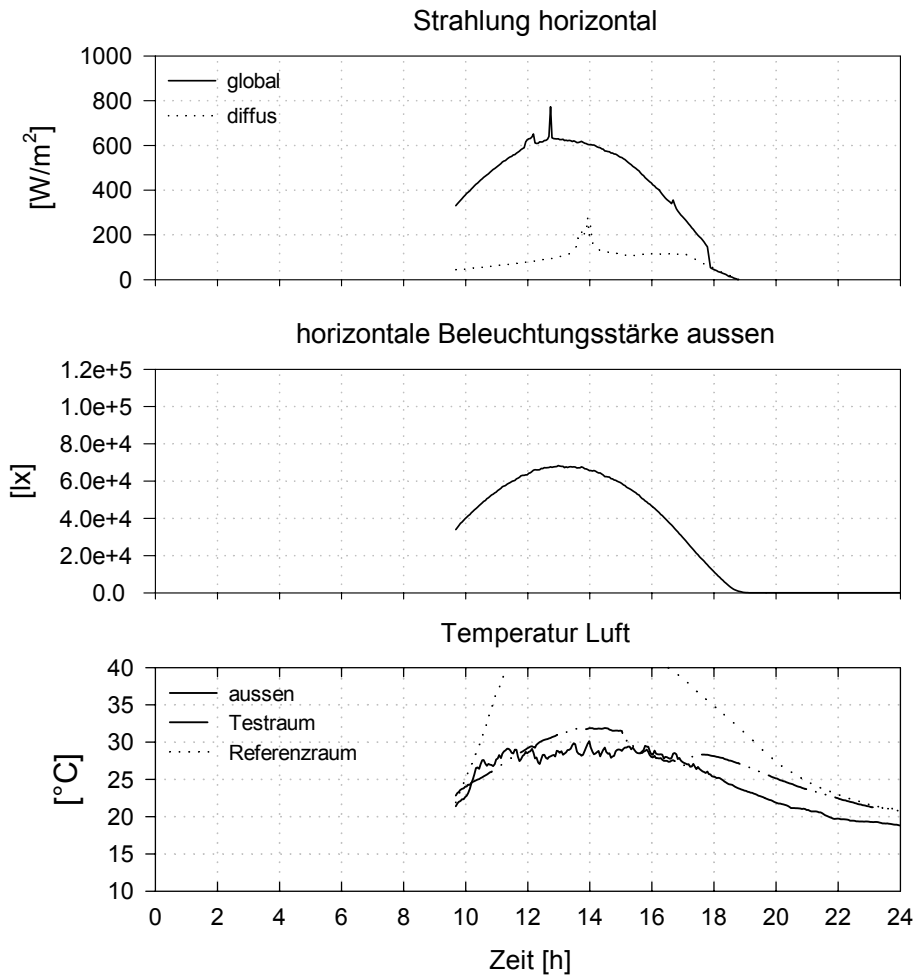 Strahlung horizontal
1000
800
600
400
200
0
[W/m²]
global
diffus
horizontale Beleuchtungsstärke aussen
1.2e+5
1.0e+5
8.0e+4
6.0e+4
4.0e+4
2.0e+4
0.0
[lx]
Temperatur Luft
40
35
30
25
20
15
10
[°C]
aussen
Testraum
Referenzraum
0 2 4 6 8 10 12 14 16 18 20 22 24
Zeit [h]